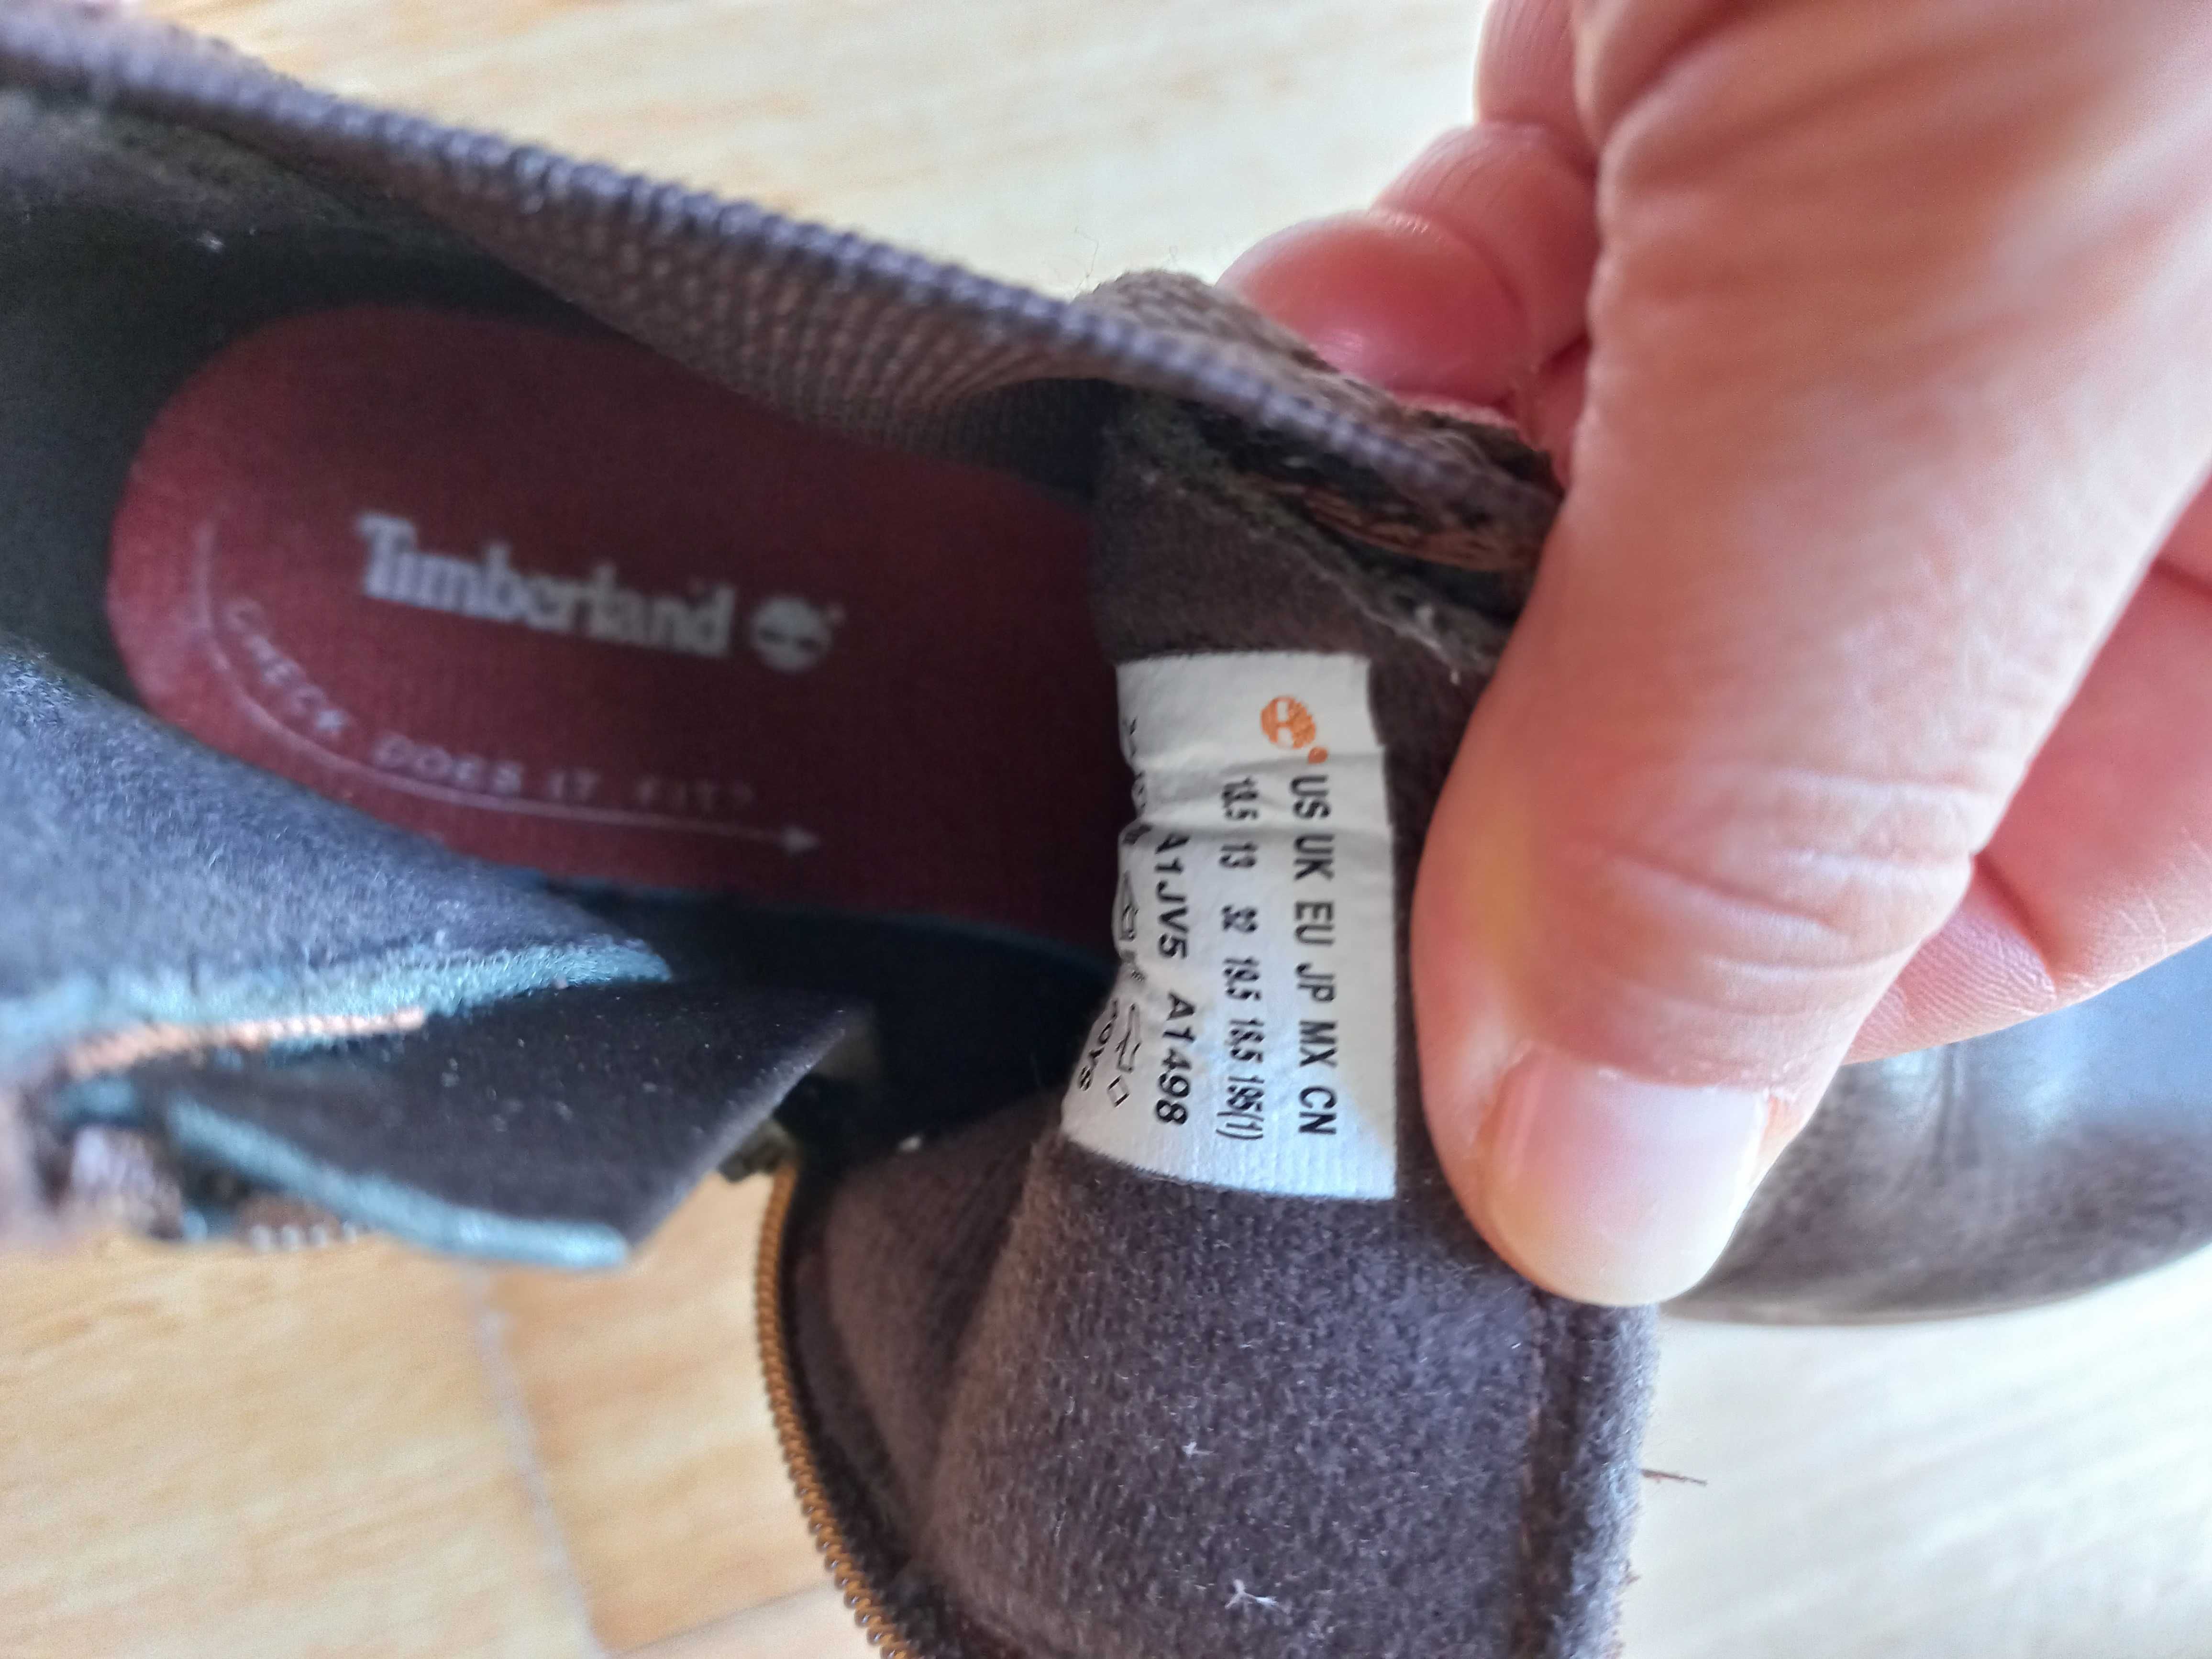 Timberland
CHECK DOES IT FIT?
US UK EU JP MX CN
13.5 13 32 19.5 18.5 195(1)
A1JV5 A1498